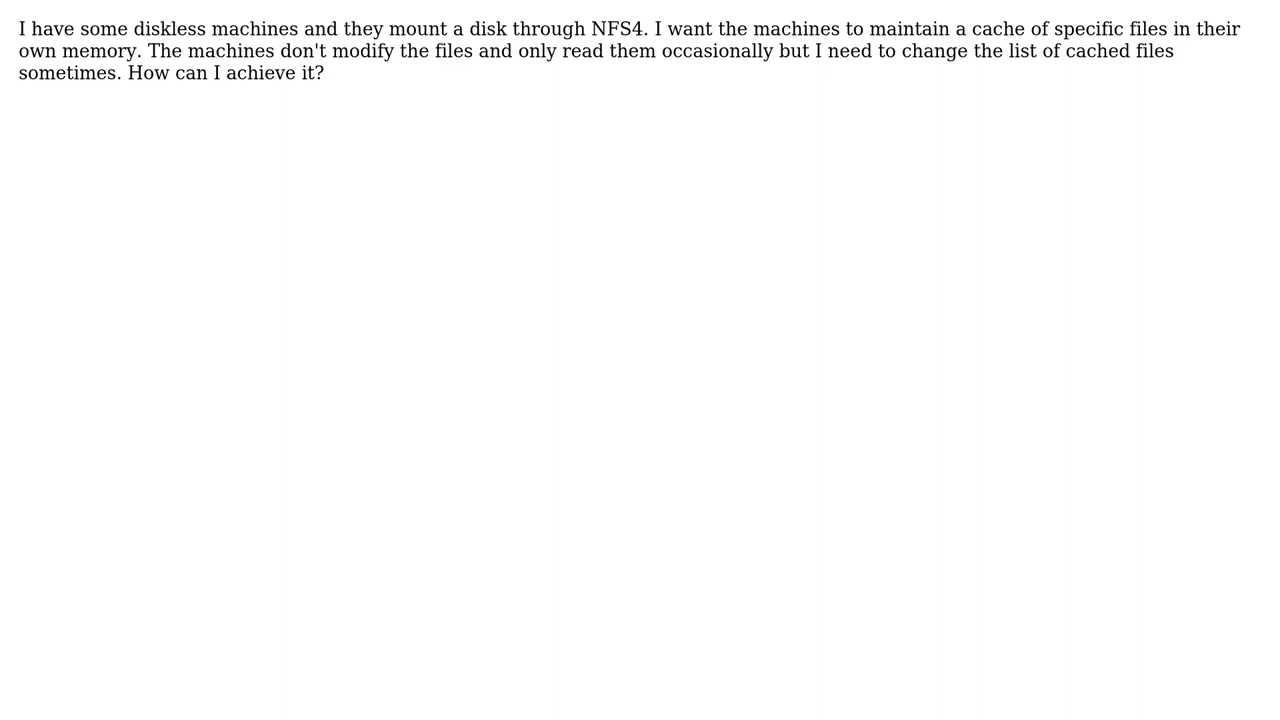 I have some diskless machines and they mount a disk through NFS4. I want the machines to maintain a cache of specific files in their
own memory. The machines don't modify the files and only read them occasionally but I need to change the list of cached files
sometimes. How can I achieve it?